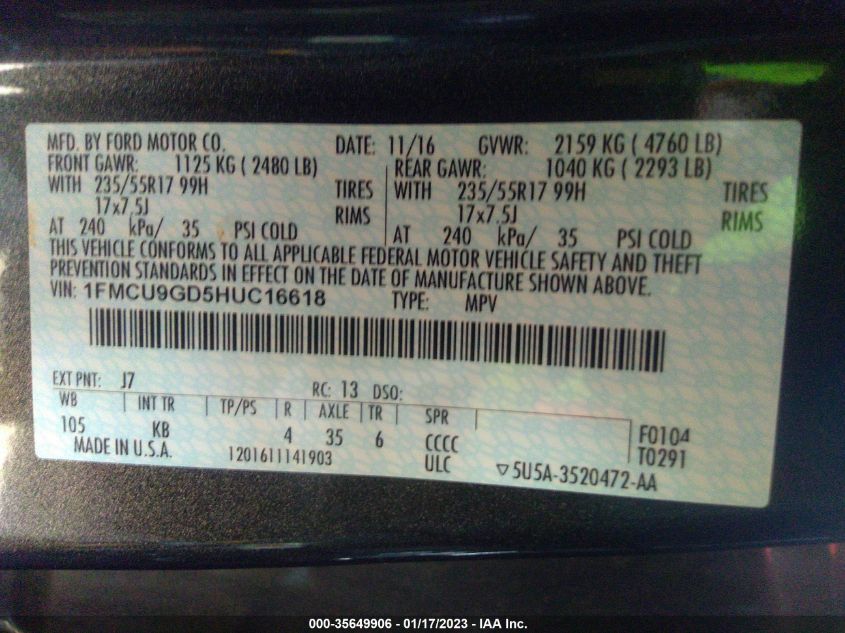 MFD. BY FORD MOTOR CO. DATE: 11/16 GVWR: 2159 KG ( 4760 LB)
FRONT GAWR: 1125 KG ( 2480 LB) REAR GAWR: 1040 KG ( 2293 LB)
WITH 235/55R17 99H TIRES WITH 235/55R17 99H TIRES
17x7.5J RIMS 17x7.5J RIMS
AT 240 kPa/ 35 PSI COLD AT 240 kPa/ 35 PSI COLD
THIS VEHICLE CONFORMS TO ALL APPLICABLE FEDERAL MOTOR VEHICLE SAFETY AND THEFT
PREVENTION STANDARDS IN EFFECT ON THE DATE OF MANUFACTURE SHOWN ABOVE.
VIN: 1FMCU9GD5HUC16618 TYPE: MPV
EXT PNT: J7 RC: 13 DSO:
WB INT TR TP/PS R AXLE TR SPR
105 KB 4 35 6 CCCC F0104
MADE IN U.S.A. 1201611141903 ULC T0291
▽5U5A-3520472-AA
000-35649906 - 01/17/2023 - IAA Inc.